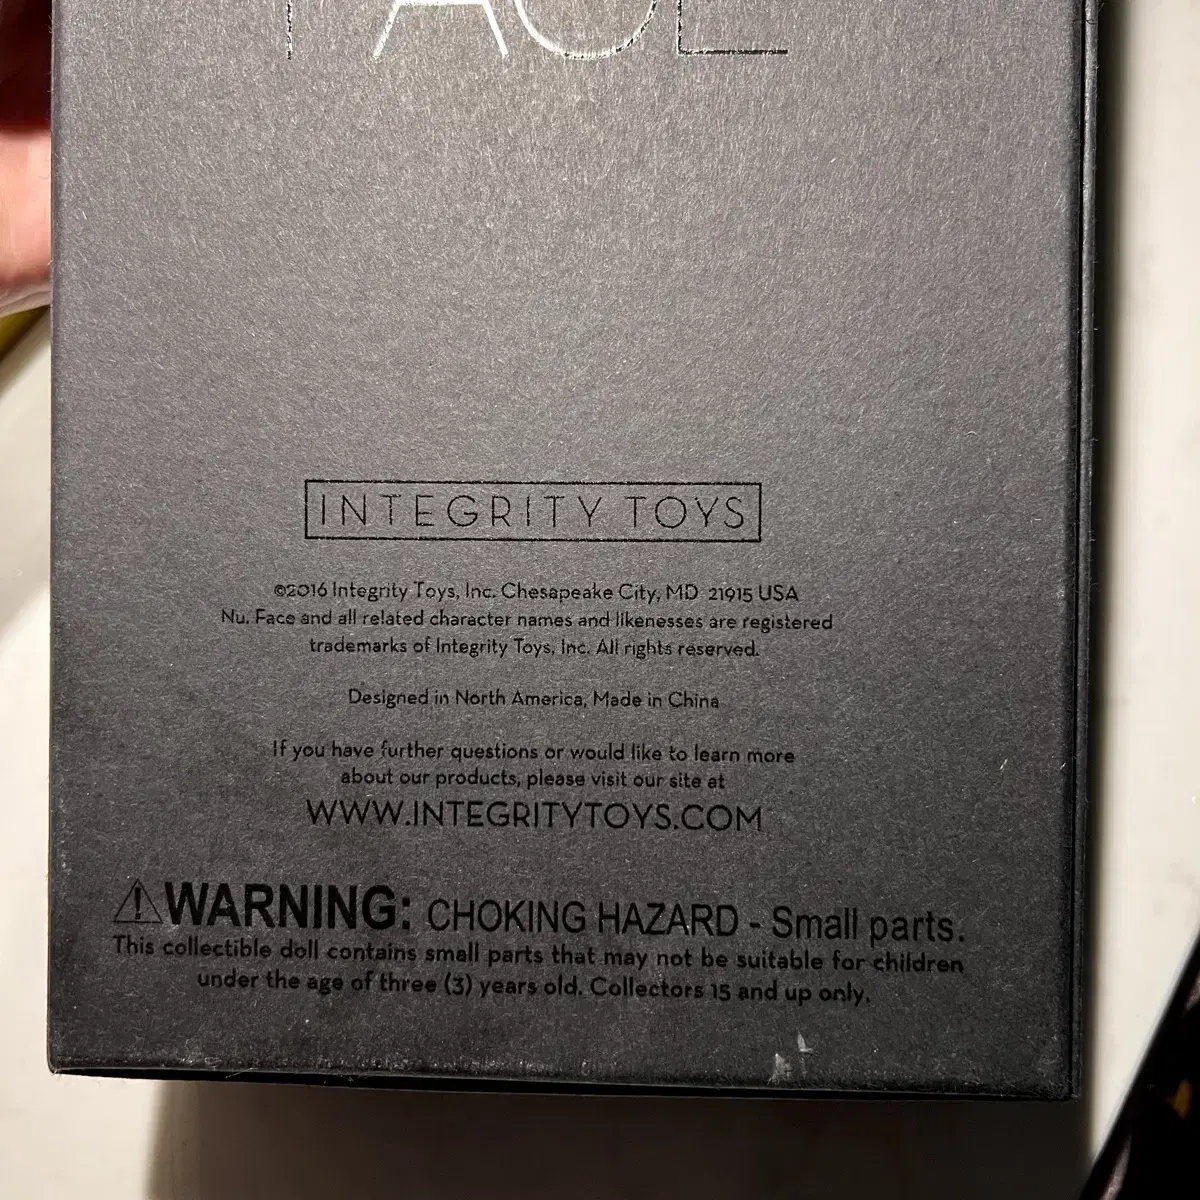 FACE
INTEGRITY TOYS
©2016 Integrity Toys, Inc. Chesapeake City, MD 21915 USA
Nu. Face and all related character names and likenesses are registered
trademarks of Integrity Toys, Inc. All rights reserved.
Designed in North America, Made in China
If you have further questions or would like to learn more
about our products, please visit our site at
WWW.INTEGRITYTOYS.COM
⚠WARNING: CHOKING HAZARD - Small parts.
This collectible doll contains small parts that may not be suitable for children
under the age of three (3) years old. Collectors 15 and up only.